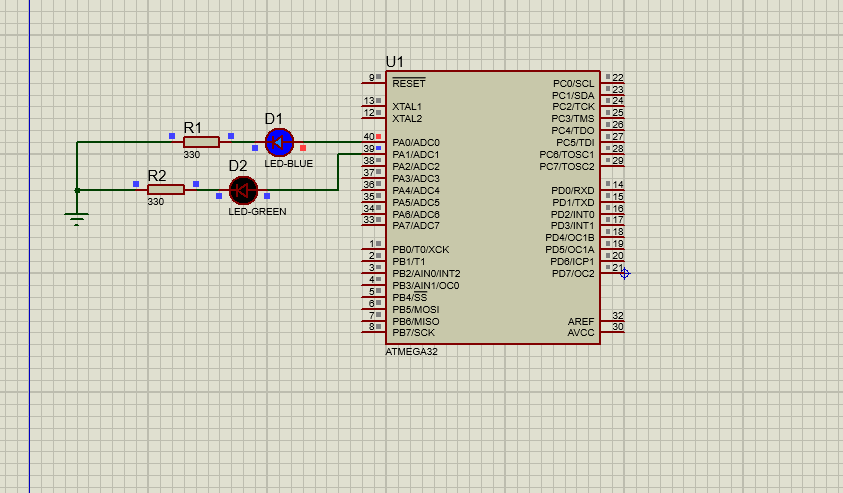 U1
R1
330
D1
LED-BLUE
R2
330
D2
LED-GREEN
9 RESET
13 XTAL1
12 XTAL2
40 PA0/ADC0
39 PA1/ADC1
38 PA2/ADC2
37 PA3/ADC3
36 PA4/ADC4
35 PA5/ADC5
34 PA6/ADC6
33 PA7/ADC7
1 PB0/T0/XCK
2 PB1/T1
3 PB2/AIN0/INT2
4 PB3/AIN1/OC0
5 PB4/SS
6 PB5/MOSI
7 PB6/MISO
8 PB7/SCK
PC0/SCL 22
PC1/SDA 23
PC2/TCK 24
PC3/TMS 25
PC4/TDO 26
PC5/TDI 27
PC6/TOSC1 28
PC7/TOSC2 29
PD0/RXD 14
PD1/TXD 15
PD2/INT0 16
PD3/INT1 17
PD4/OC1B 18
PD5/OC1A 19
PD6/ICP1 20
PD7/OC2 21
AREF 32
AVCC 30
ATMEGA32